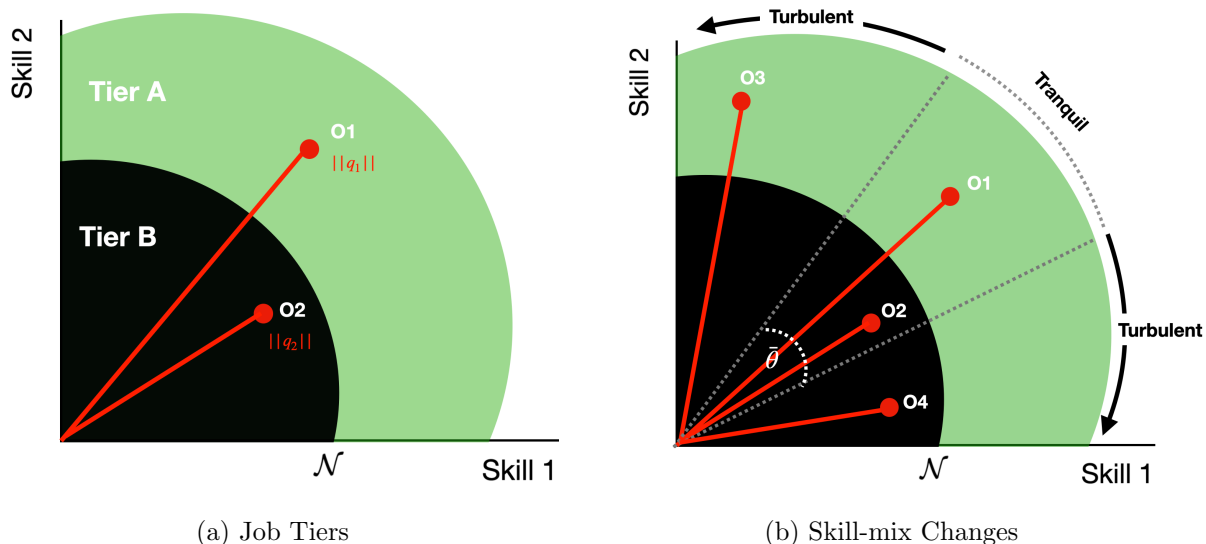 Skill 2
Tier A
Tier B
O1
||q₁||
O2
||q₂||
𝒩
Skill 1
(a) Job Tiers
Skill 2
Turbulent
Tranquil
Turbulent
O3
O1
O2
θ̄
O4
𝒩
Skill 1
(b) Skill-mix Changes